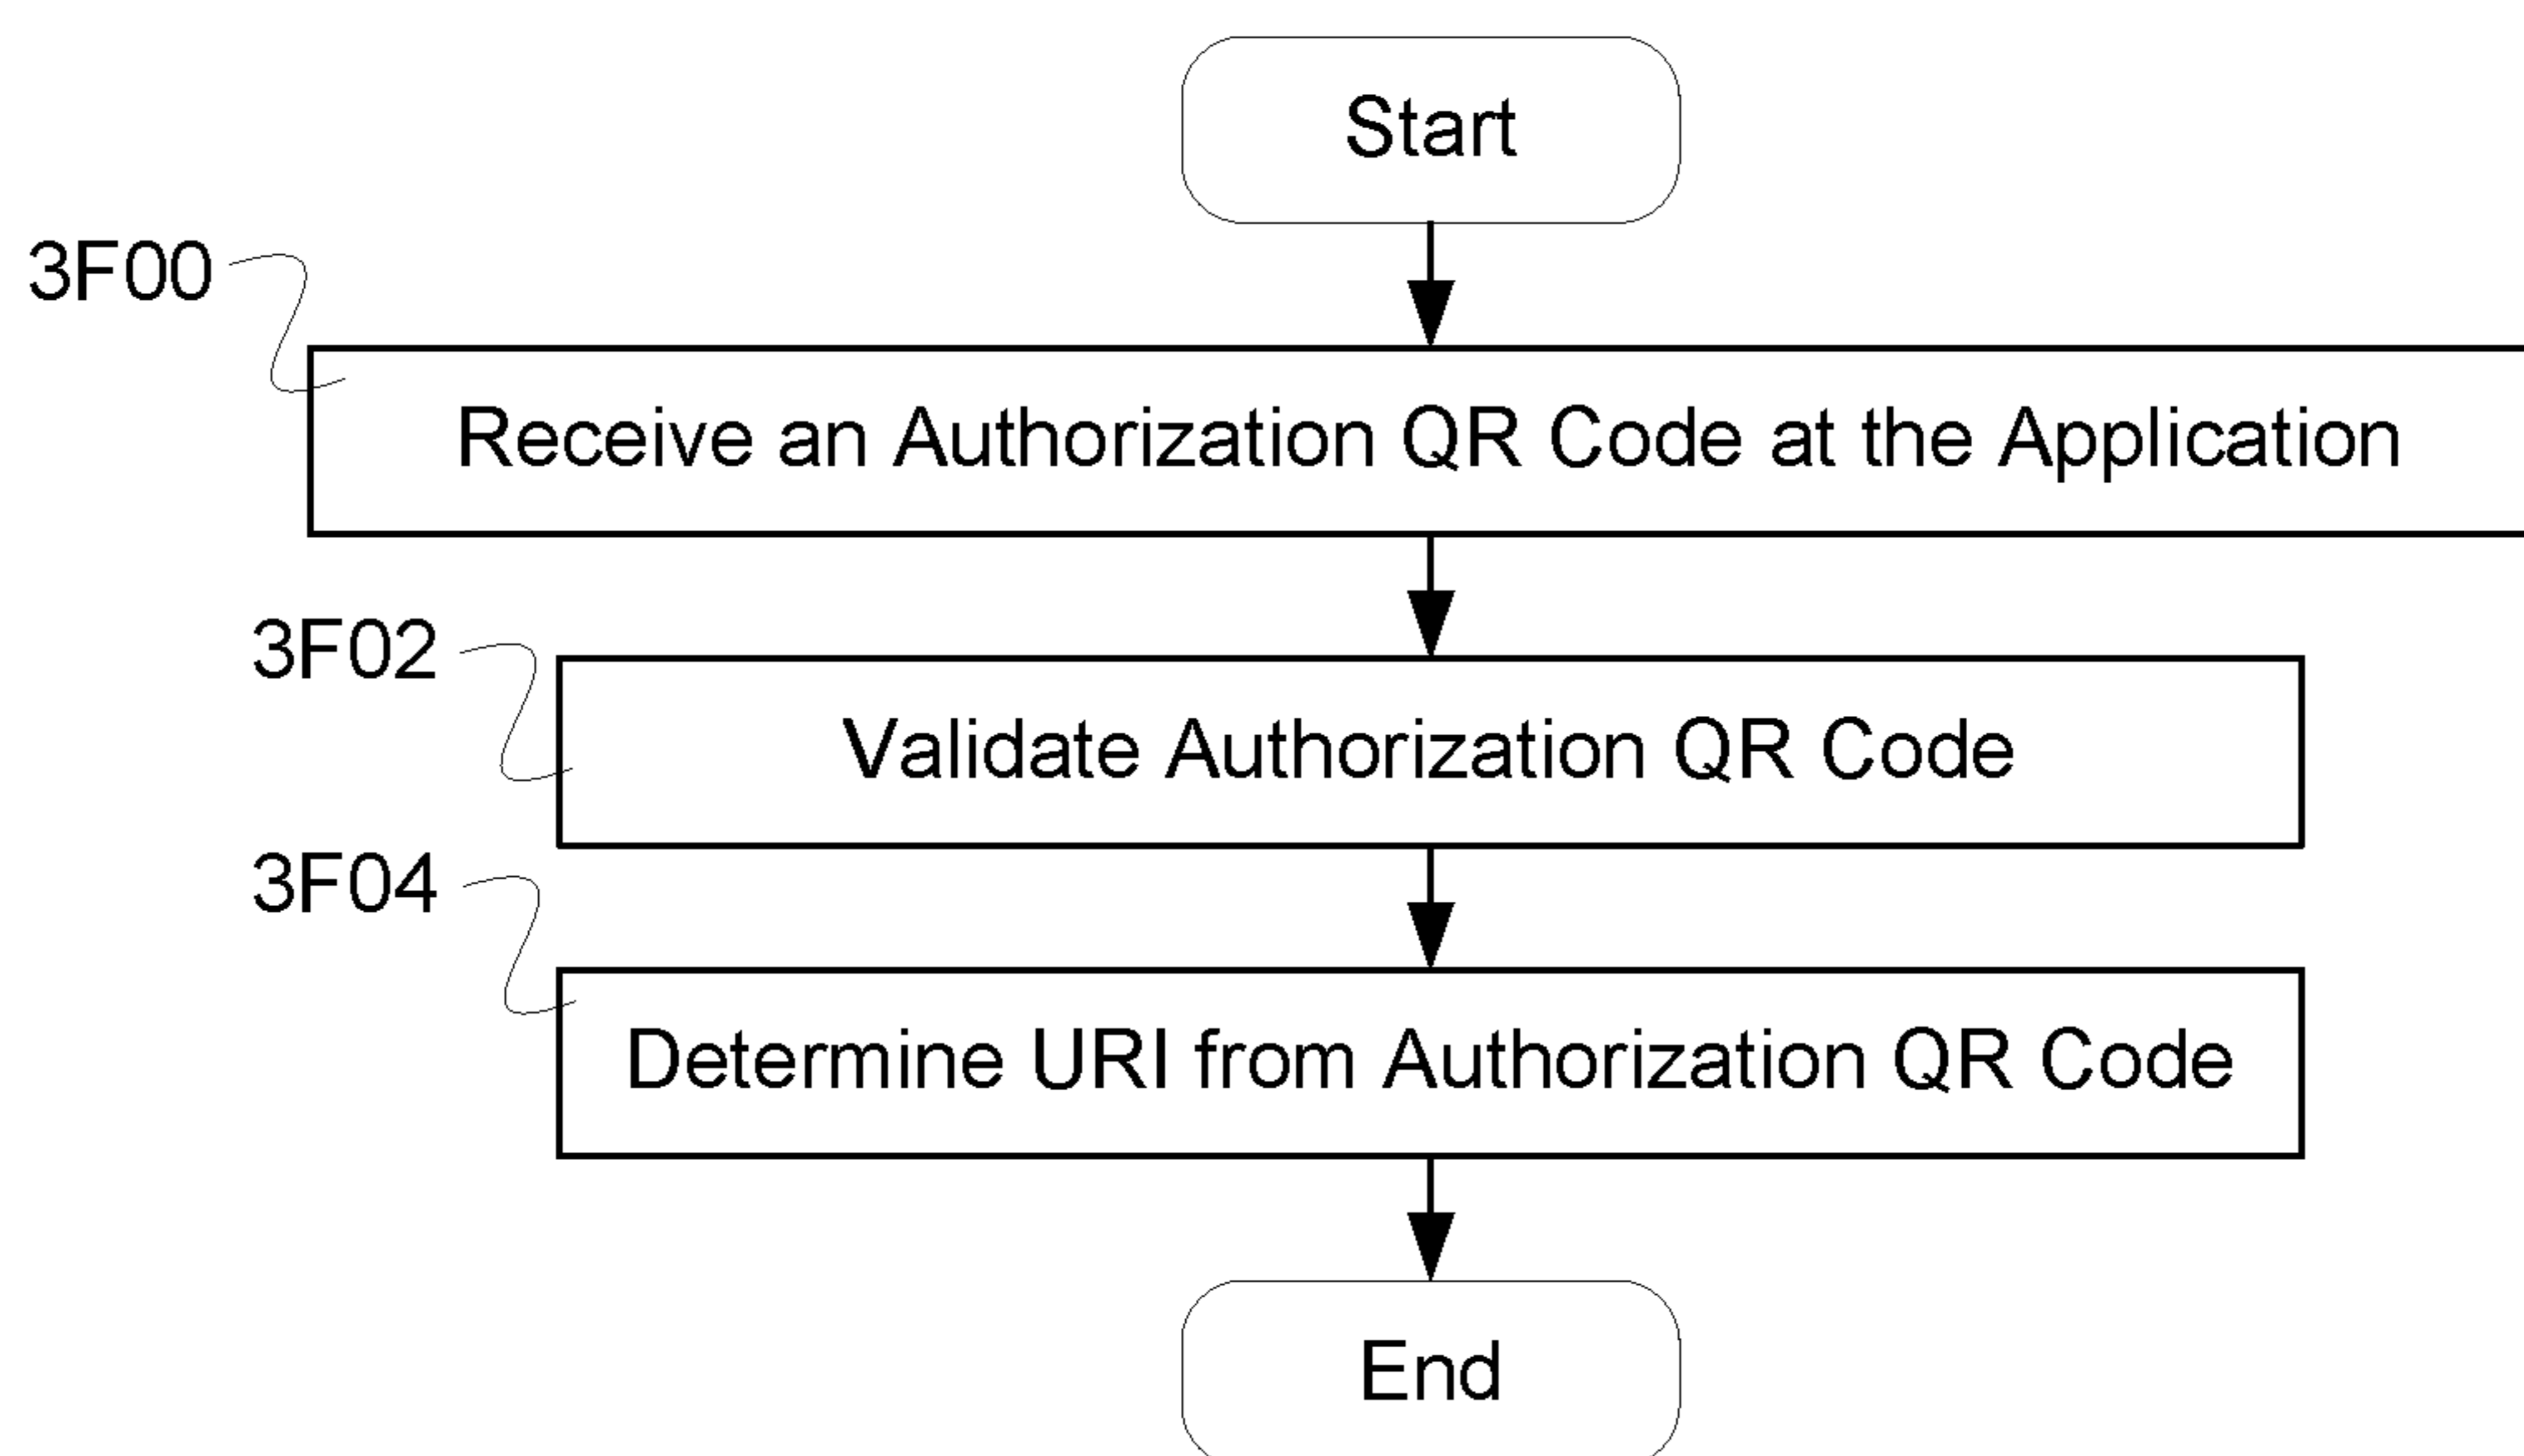 Start
3F00
Receive an Authorization QR Code at the Application
3F02
Validate Authorization QR Code
3F04
Determine URI from Authorization QR Code
End